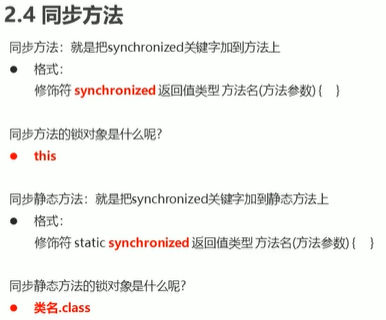 2.4 同步方法
同步方法：就是把synchronized关键字加到方法上
● 格式：
修饰符 synchronized 返回值类型 方法名(方法参数) { }
同步方法的锁对象是什么呢?
● this
同步静态方法：就是把synchronized关键字加到静态方法上
● 格式：
修饰符 static synchronized 返回值类型 方法名(方法参数) { }
同步静态方法的锁对象是什么呢?
● 类名.class